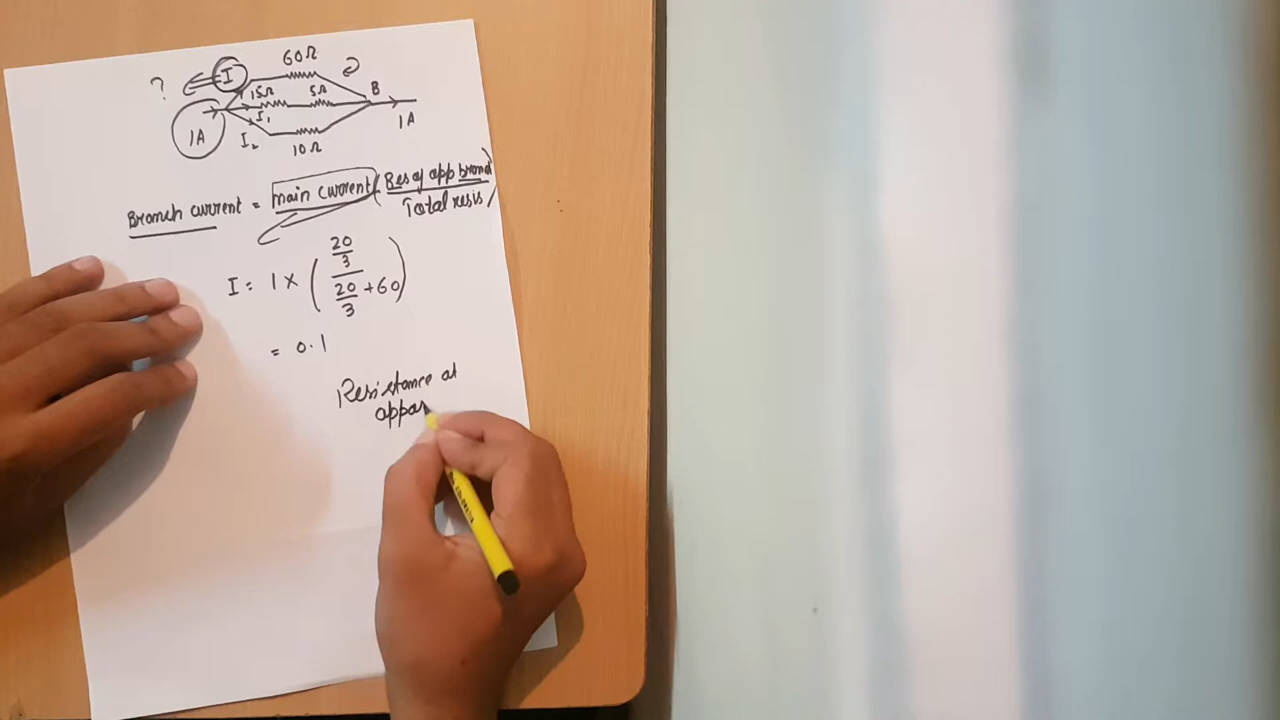 60Ω
?
I
15Ω
5Ω
B
I₁
1A
I₂
1A
10Ω
Branch current = main current (Res of opp branch / Total resis)
I = 1 × ( 20/3 / 20/3 + 60 )
= 0.1
Resistance at
oppos